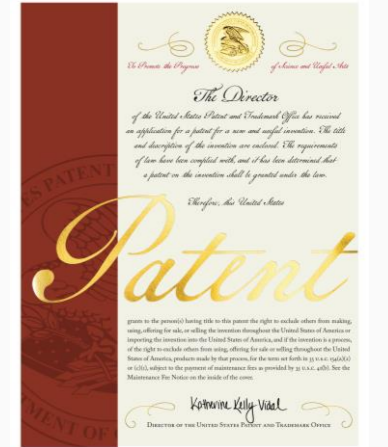 To Promote the Progress of Science and Useful Arts
The Director
of the United States Patent and Trademark Office has received
an application for a patent for a new and useful invention. The title
and description of the invention are enclosed. The requirements
of law have been complied with, and it has been determined that
a patent on the invention shall be granted under the law.
Therefore, this United States
Patent
grants to the person(s) having title to this patent the right to exclude others from making,
using, offering for sale, or selling the invention throughout the United States of America or
importing the invention into the United States of America, and if the invention is a process,
of the right to exclude others from using, offering for sale or selling throughout the United
States of America, products made by that process, for the term set forth in 35 U.S.C. 154(a)(2)
or (c)(1), subject to the payment of maintenance fees as provided by 35 U.S.C. 41(b). See the
Maintenance Fee Notice on the inside of the cover.
Katherine Kelly Vidal
Director of the United States Patent and Trademark Office
ES PATENT
MENT OF